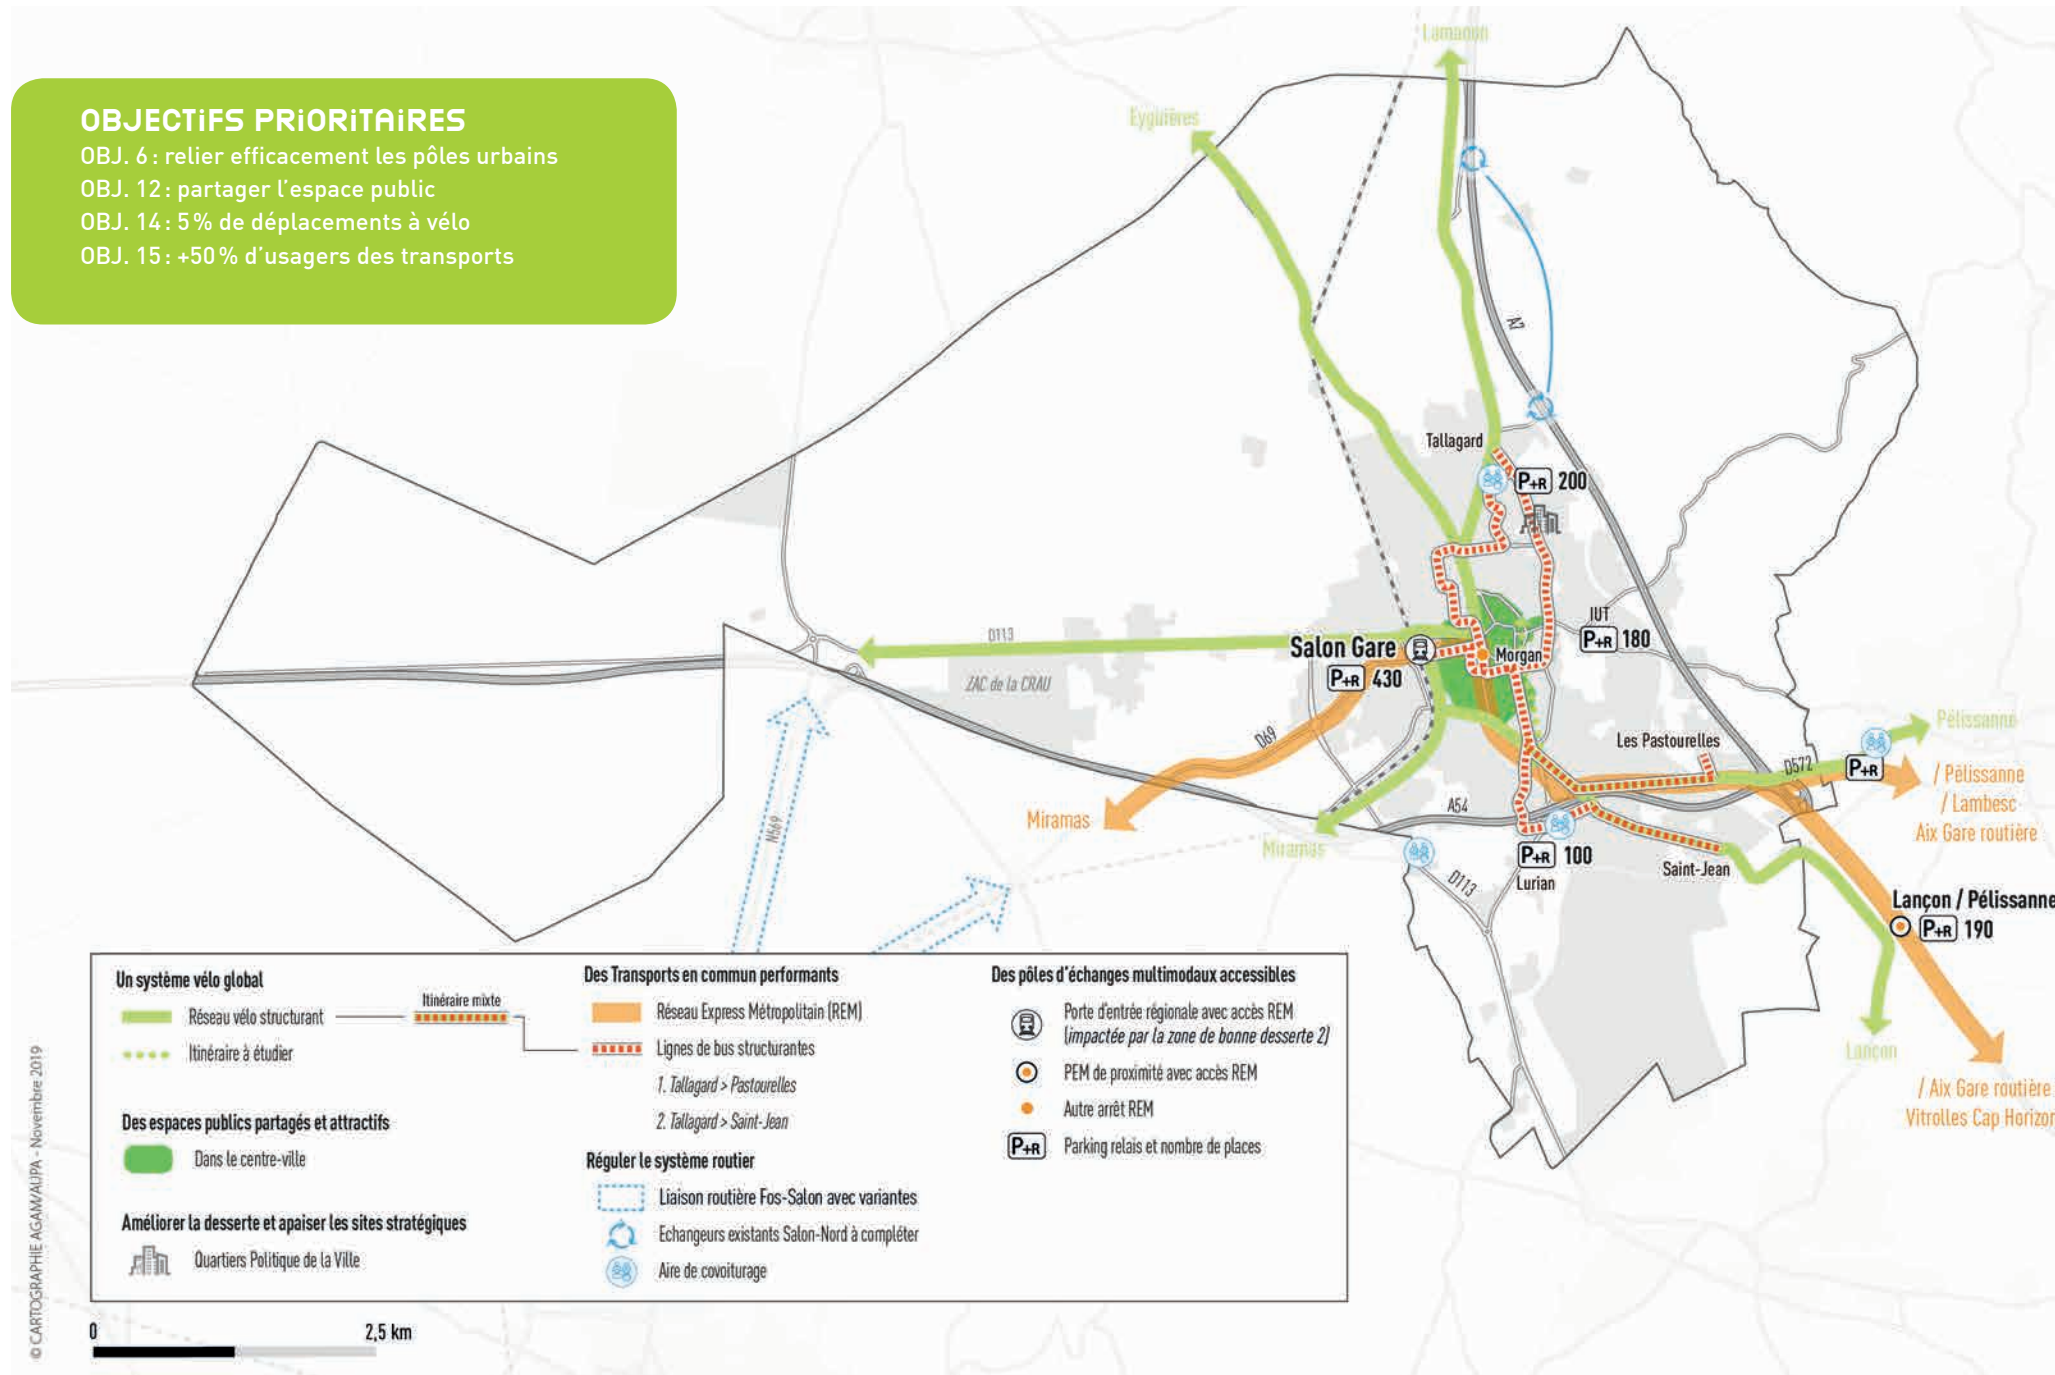 OBJECTiFS PRiORiTAiRES
OBJ. 6 : relier efficacement les pôles urbains
OBJ. 12 : partager l'espace public
OBJ. 14 : 5 % de déplacements à vélo
OBJ. 15 : +50 % d'usagers des transports
Lamanon
Eyguières
A7
Tallagard
P+R 200
IUT
P+R 180
D113
Salon Gare
P+R 430
Morgan
ZAC de la CRAU
D69
Les Pastourelles
Pélissanne
D572
P+R
/ Pélissanne
/ Lambesc
Aix Gare routière
Miramas
N569
A54
Miramas
P+R 100
Lurian
D113
Saint-Jean
Lançon / Pélissanne
P+R 190
Lançon
/ Aix Gare routière
Vitrolles Cap Horizon
Un système vélo global
Réseau vélo structurant
Itinéraire mixte
Itinéraire à étudier
Des espaces publics partagés et attractifs
Dans le centre-ville
Améliorer la desserte et apaiser les sites stratégiques
Quartiers Politique de la Ville
Des Transports en commun performants
Réseau Express Métropolitain (REM)
Lignes de bus structurantes
1. Tallagard > Pastourelles
2. Tallagard > Saint-Jean
Réguler le système routier
Liaison routière Fos-Salon avec variantes
Echangeurs existants Salon-Nord à compléter
Aire de covoiturage
Des pôles d'échanges multimodaux accessibles
Porte d'entrée régionale avec accès REM
(impactée par la zone de bonne desserte 2)
PEM de proximité avec accès REM
Autre arrêt REM
P+R Parking relais et nombre de places
0 2,5 km
© CARTOGRAPHIE AGAM/AUPA - Novembre 2019